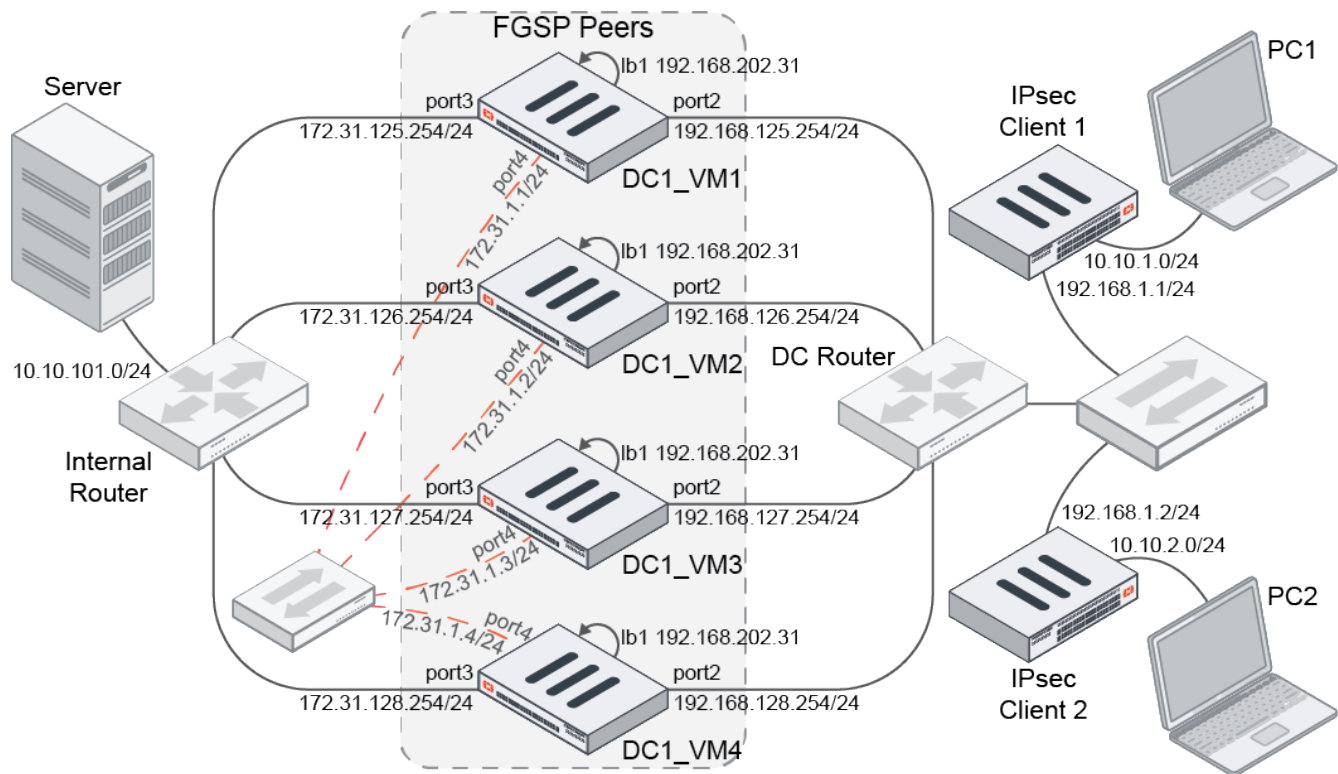 FGSP Peers
Server
lb1 192.168.202.31
port3
port2
172.31.125.254/24
192.168.125.254/24
DC1_VM1
port4
172.31.1.1/24
lb1 192.168.202.31
port3
port2
172.31.126.254/24
192.168.126.254/24
DC1_VM2
port4
172.31.1.2/24
10.10.101.0/24
Internal
Router
DC Router
lb1 192.168.202.31
port3
port2
172.31.127.254/24
192.168.127.254/24
DC1_VM3
port4
172.31.1.3/24
lb1 192.168.202.31
port4
172.31.1.4/24
port3
port2
172.31.128.254/24
192.168.128.254/24
DC1_VM4
PC1
IPsec
Client 1
10.10.1.0/24
192.168.1.1/24
192.168.1.2/24
10.10.2.0/24
PC2
IPsec
Client 2